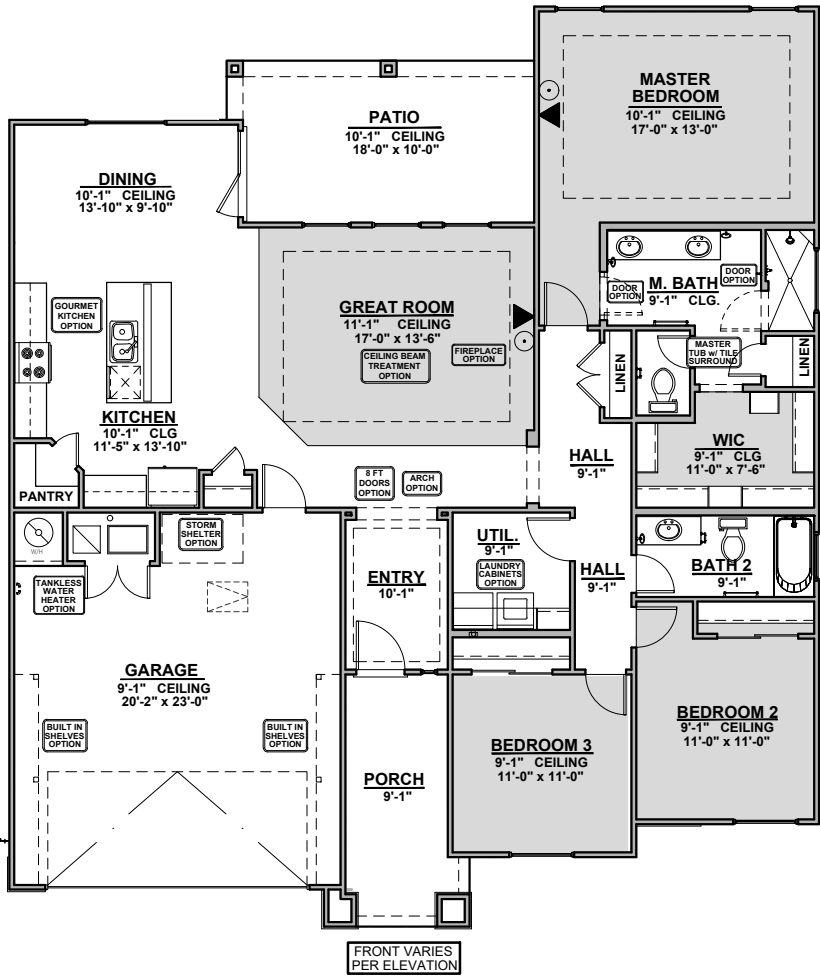 MASTER
BEDROOM
10'-1" CEILING
17'-0" x 13'-0"
PATIO
10'-1" CEILING
18'-0" x 10'-0"
DINING
10'-1" CEILING
13'-10" x 9'-10"
GOURMET
KITCHEN
OPTION
GREAT ROOM
11'-1" CEILING
17'-0" x 13'-6"
CEILING BEAM
TREATMENT
OPTION
FIREPLACE
OPTION
DOOR
OPTION
DOOR
OPTION
M. BATH
9'-1" CLG.
MASTER
TUB w/ TILE
SURROUND
LINEN
LINEN
KITCHEN
10'-1" CLG
11'-5" x 13'-10"
PANTRY
HALL
9'-1"
WIC
9'-1" CLG
11'-0" x 7'-6"
8 FT
DOORS
OPTION
ARCH
OPTION
W/H
STORM
SHELTER
OPTION
UTIL.
9'-1"
LAUNDRY
CABINETS
OPTION
HALL
9'-1"
BATH 2
9'-1"
TANKLESS
WATER
HEATER
OPTION
ENTRY
10'-1"
GARAGE
9'-1" CEILING
20'-2" x 23'-0"
BUILT IN
SHELVES
OPTION
BUILT IN
SHELVES
OPTION
PORCH
9'-1"
BEDROOM 3
9'-1" CEILING
11'-0" x 11'-0"
BEDROOM 2
9'-1" CEILING
11'-0" x 11'-0"
FRONT VARIES
PER ELEVATION